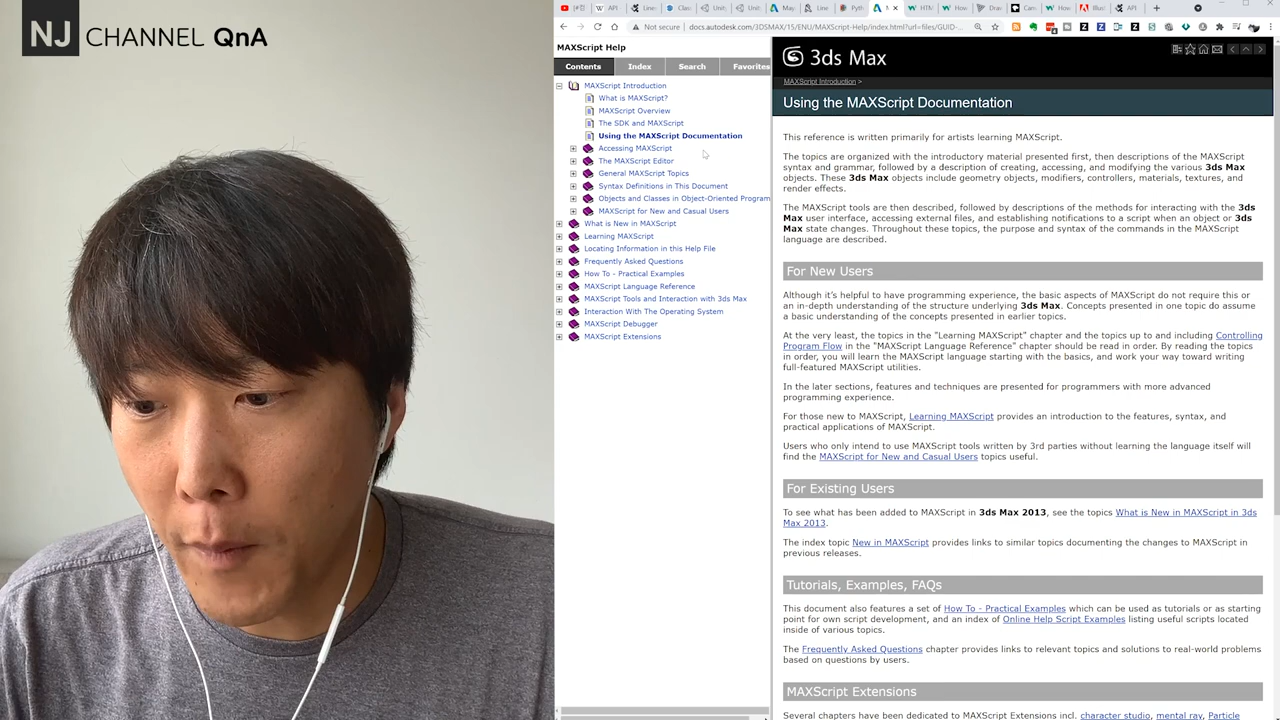 NJ CHANNEL QnA
Not secure docs.autodesk.com/3DSMAX/15/ENU/MAXScript-Help/index.html?url=files/GUID-
MAXScript Help
Contents Index Search Favorites
MAXScript Introduction
What is MAXScript?
MAXScript Overview
The SDK and MAXScript
Using the MAXScript Documentation
Accessing MAXScript
The MAXScript Editor
General MAXScript Topics
Syntax Definitions in This Document
Objects and Classes in Object-Oriented Program
MAXScript for New and Casual Users
What is New in MAXScript
Learning MAXScript
Locating Information in this Help File
Frequently Asked Questions
How To - Practical Examples
MAXScript Language Reference
MAXScript Tools and Interaction with 3ds Max
Interaction With The Operating System
MAXScript Debugger
MAXScript Extensions
3ds Max
MAXScript Introduction >
Using the MAXScript Documentation
This reference is written primarily for artists learning MAXScript.
The topics are organized with the introductory material presented first, then descriptions of the MAXScript
syntax and grammar, followed by a description of creating, accessing, and modifying the various 3ds Max
objects. These 3ds Max objects include geometry objects, modifiers, controllers, materials, textures, and
render effects.
The MAXScript tools are then described, followed by descriptions of the methods for interacting with the 3ds
Max user interface, accessing external files, and establishing notifications to a script when an object or 3ds
Max state changes. Throughout these topics, the purpose and syntax of the commands in the MAXScript
language are described.
For New Users
Although it's helpful to have programming experience, the basic aspects of MAXScript do not require this or
an in-depth understanding of the structure underlying 3ds Max. Concepts presented in one topic do assume
a basic understanding of the concepts presented in earlier topics.
At the very least, the topics in the "Learning MAXScript" chapter and the topics up to and including Controlling
Program Flow in the "MAXScript Language Reference" chapter should be read in order. By reading the topics
in order, you will learn the MAXScript language starting with the basics, and work your way toward writing
full-featured MAXScript utilities.
In the later sections, features and techniques are presented for programmers with more advanced
programming experience.
For those new to MAXScript, Learning MAXScript provides an introduction to the features, syntax, and
practical applications of MAXScript.
Users who only intend to use MAXScript tools written by 3rd parties without learning the language itself will
find the MAXScript for New and Casual Users topics useful.
For Existing Users
To see what has been added to MAXScript in 3ds Max 2013, see the topics What is New in MAXScript in 3ds
Max 2013.
The index topic New in MAXScript provides links to similar topics documenting the changes to MAXScript in
previous releases.
Tutorials, Examples, FAQs
This document also features a set of How To - Practical Examples which can be used as tutorials or as starting
point for own script development, and an index of Online Help Script Examples listing useful scripts located
inside of various topics.
The Frequently Asked Questions chapter provides links to relevant topics and solutions to real-world problems
based on questions by users.
MAXScript Extensions
Several chapters have been dedicated to MAXScript Extensions incl. character studio, mental ray, Particle